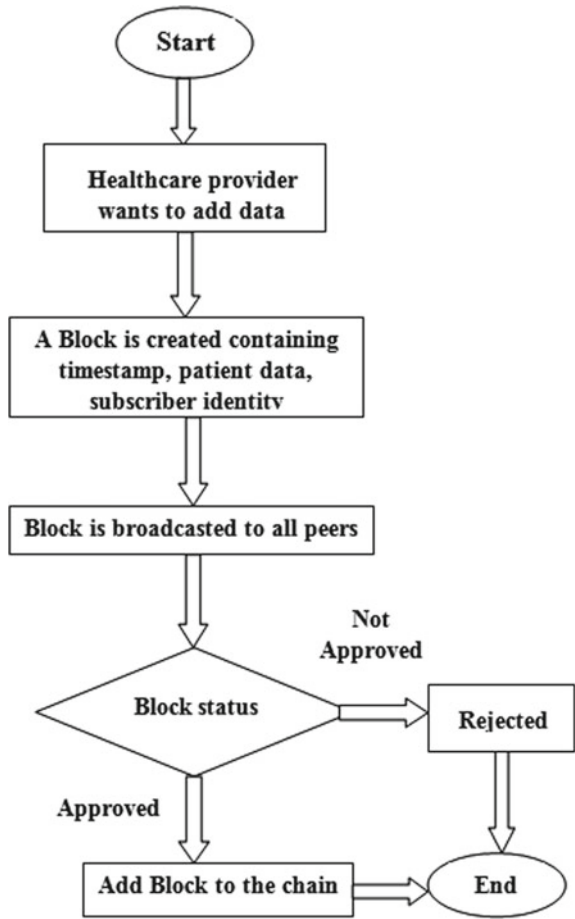 Start
Healthcare provider
wants to add data
A Block is created containing
timestamp, patient data,
subscriber identity
Block is broadcasted to all peers
Not
Approved
Block status
Rejected
Approved
Add Block to the chain
End